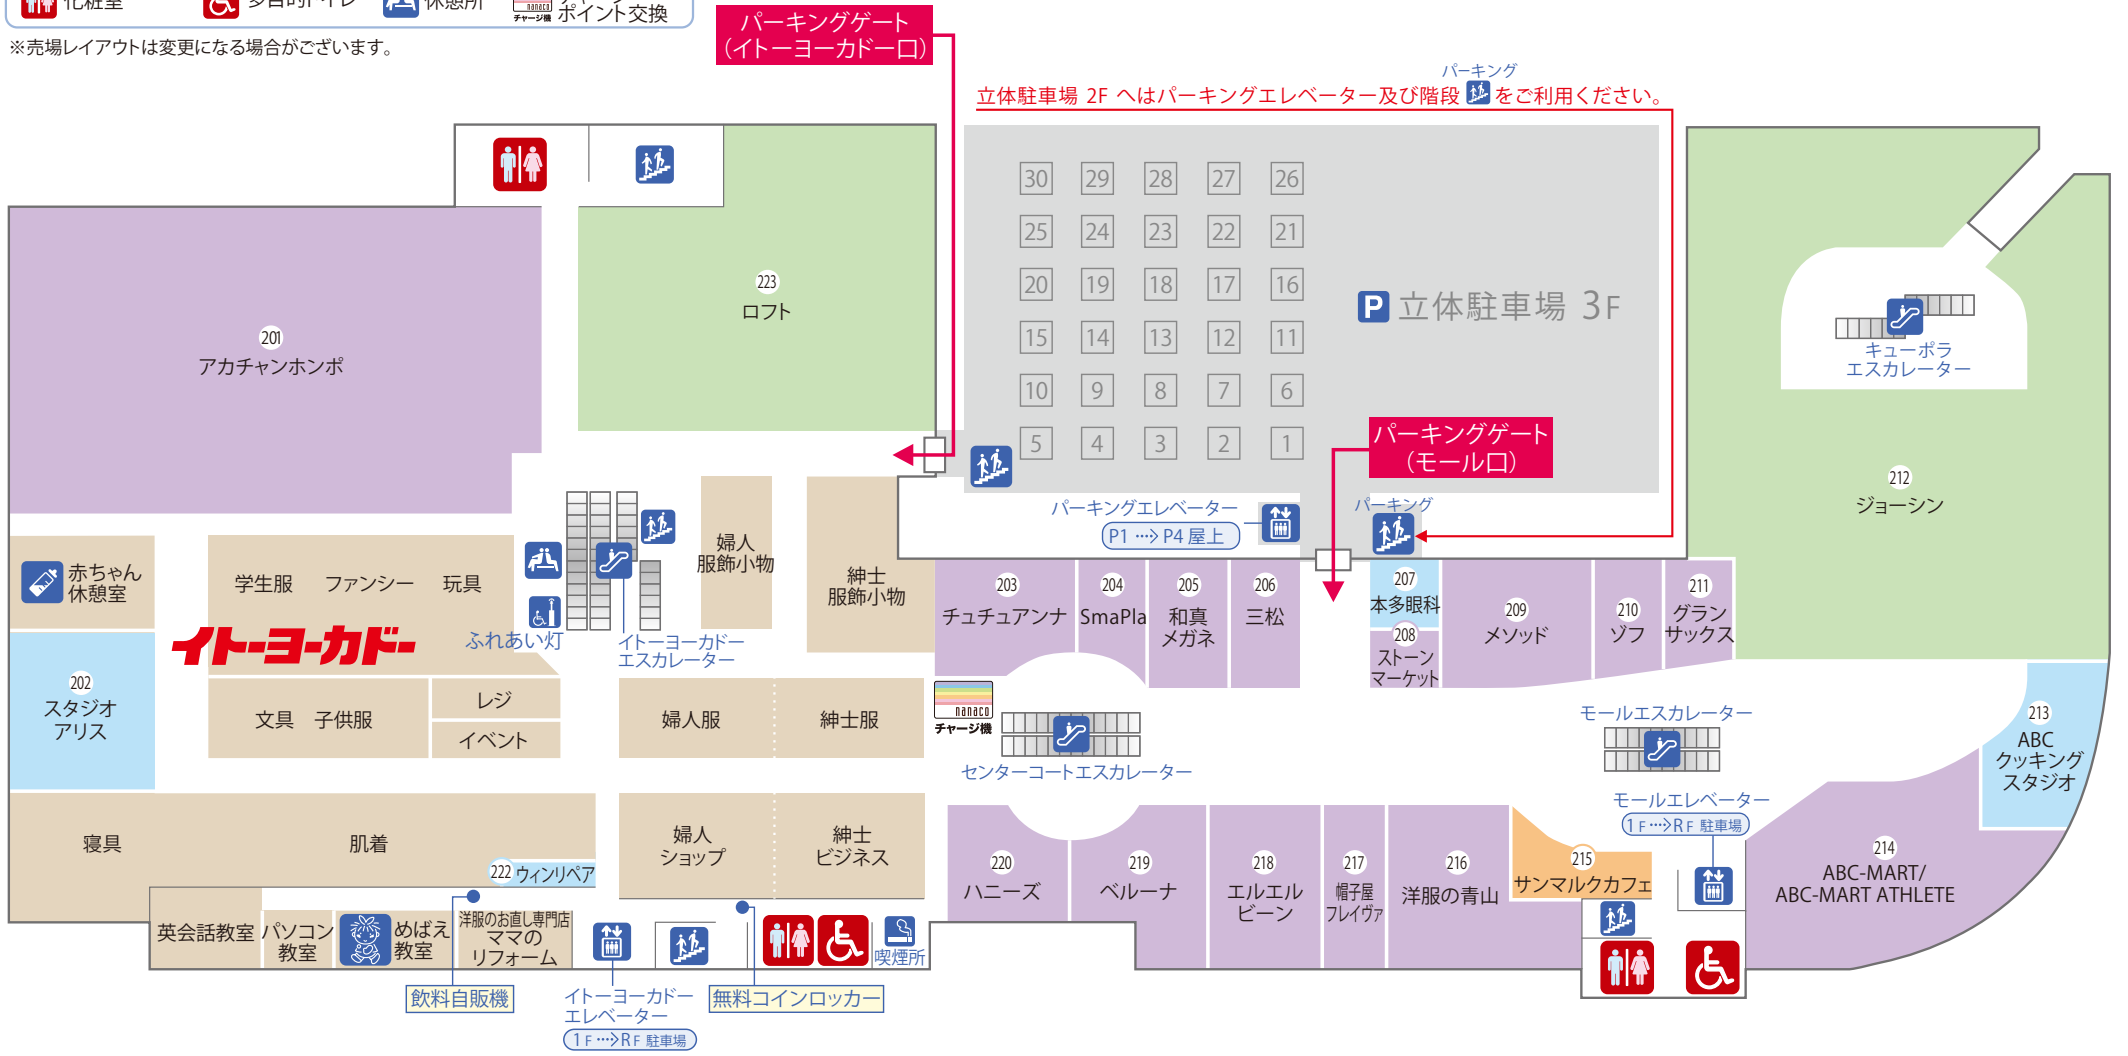 化粧室
多目的トイレ
休憩所
nanaco
チャージ機
ポイント交換
※売場レイアウトは変更になる場合がございます。
パーキングゲート
（イトーヨーカドー口）
パーキング
立体駐車場 2F へはパーキングエレベーター及び階段 をご利用ください。
30 29 28 27 26
25 24 23 22 21
20 19 18 17 16
15 14 13 12 11
10 9 8 7 6
5 4 3 2 1
P 立体駐車場 3F
パーキングゲート
（モール口）
パーキングエレベーター
P1 ····> P4 屋上
パーキング
キューポラ
エスカレーター
201
アカチャンホンポ
223
ロフト
212
ジョーシン
赤ちゃん
休憩室
学生服 ファンシー 玩具
イトーヨーカドー
ふれあい灯
イトーヨーカドー
エスカレーター
婦人
服飾小物
紳士
服飾小物
203
チュチュアンナ
204
SmaPla
205
和真
メガネ
206
三松
207
本多眼科
208
ストーン
マーケット
209
メソッド
210
ゾフ
211
グラン
サックス
202
スタジオ
アリス
文具 子供服
レジ
イベント
婦人服
紳士服
nanaco
チャージ機
センターコートエスカレーター
モールエスカレーター
213
ABC
クッキング
スタジオ
モールエレベーター
1F ····> RF 駐車場
寝具
肌着
222 ウィンリペア
婦人
ショップ
紳士
ビジネス
220
ハニーズ
219
ベルーナ
218
エルエル
ビーン
217
帽子屋
フレイヴァ
216
洋服の青山
215
サンマルクカフェ
214
ABC-MART/
ABC-MART ATHLETE
英会話教室
パソコン
教室
めばえ
教室
洋服のお直し専門店
ママの
リフォーム
喫煙所
飲料自販機
イトーヨーカドー
エレベーター
1F ····> RF 駐車場
無料コインロッカー